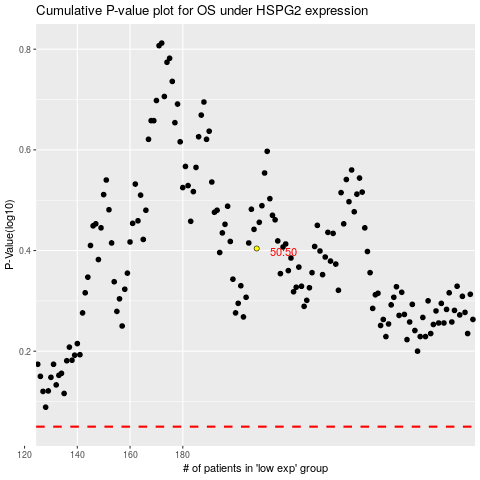 Cumulative P-value plot for OS under HSPG2 expression
P-Value(log10)
0.8
0.6
0.4
0.2
50:50
120 140 160 180
# of patients in 'low exp' group